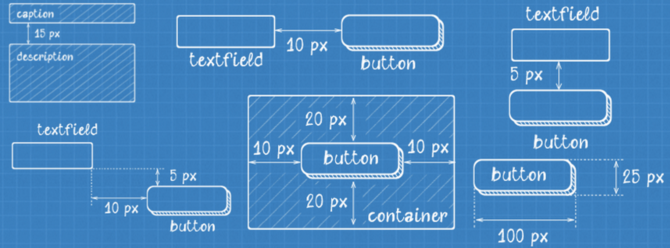 caption
15 px
description
textfield
10 px
button
textfield
5 px
button
textfield
5 px
10 px
button
20 px
10 px
button
10 px
20 px
container
button
25 px
100 px